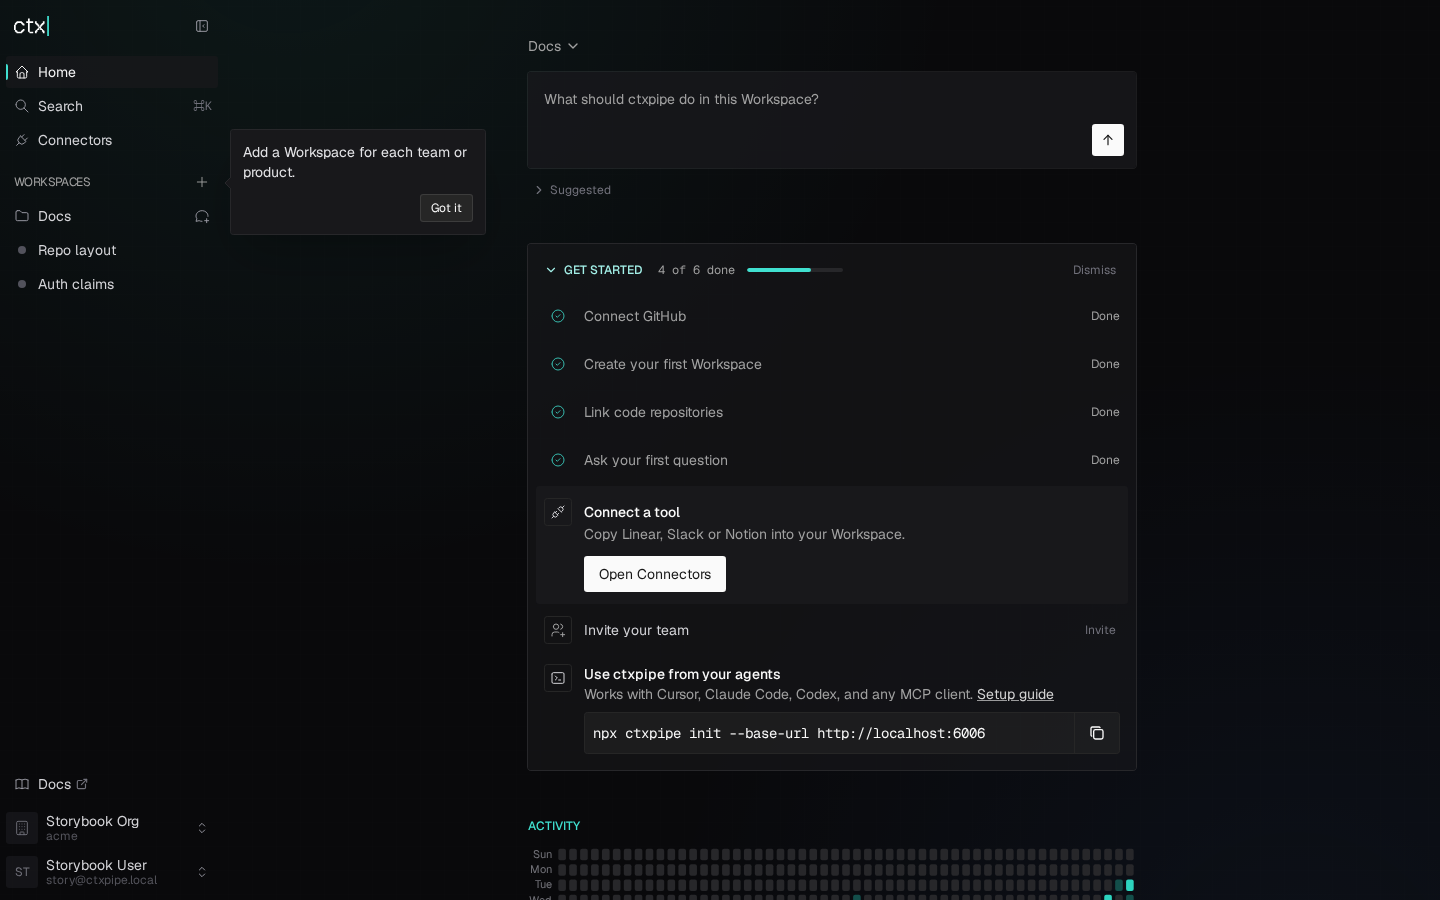 ctx
Home
Search ⌘K
Connectors
WORKSPACES
Docs
Repo layout
Auth claims
Add a Workspace for each team or
product.
Got it
Docs
What should ctxpipe do in this Workspace?
Suggested
GET STARTED 4 of 6 done Dismiss
Connect GitHub Done
Create your first Workspace Done
Link code repositories Done
Ask your first question Done
Connect a tool
Copy Linear, Slack or Notion into your Workspace.
Open Connectors
Invite your team Invite
Use ctxpipe from your agents
Works with Cursor, Claude Code, Codex, and any MCP client. Setup guide
npx ctxpipe init --base-url http://localhost:6006
ACTIVITY
Sun
Mon
Tue
Wed
Docs
Storybook Org
acme
ST
Storybook User
story@ctxpipe.local